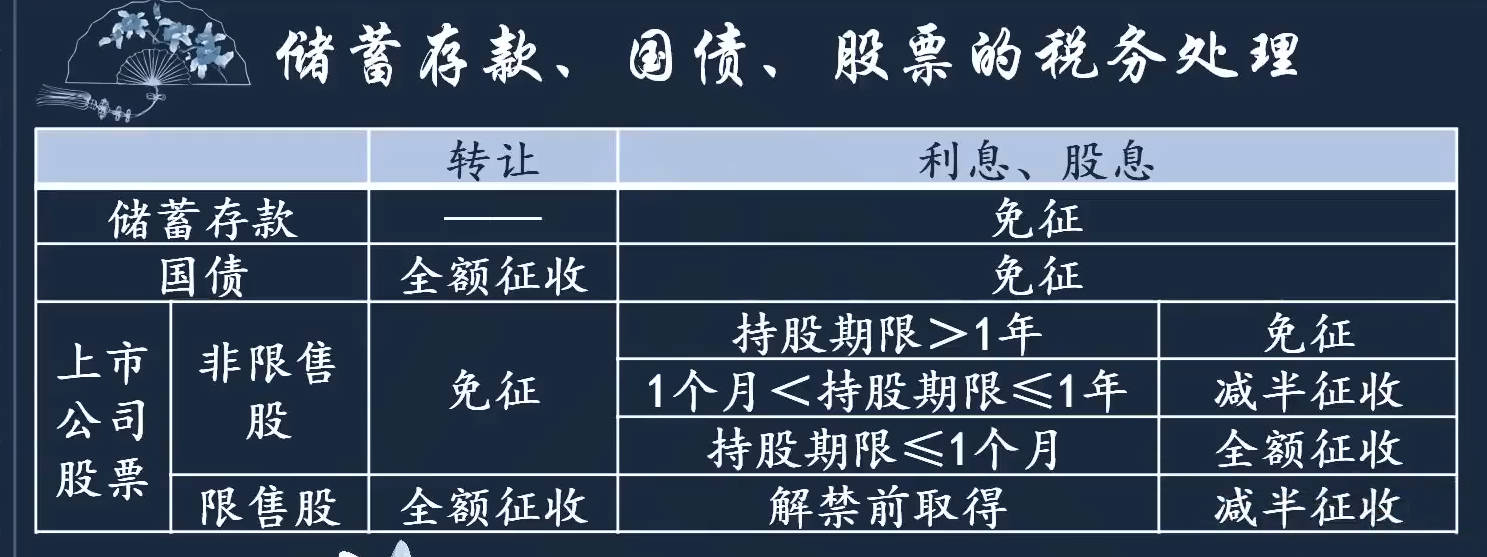 储蓄存款、国债、股票的税务处理
转让 利息、股息
储蓄存款 —— 免征
国债 全额征收 免征
上市公司股票
非限售股
免征
持股期限＞1年 免征
1个月＜持股期限≤1年 减半征收
持股期限≤1个月 全额征收
限售股 全额征收 解禁前取得 减半征收